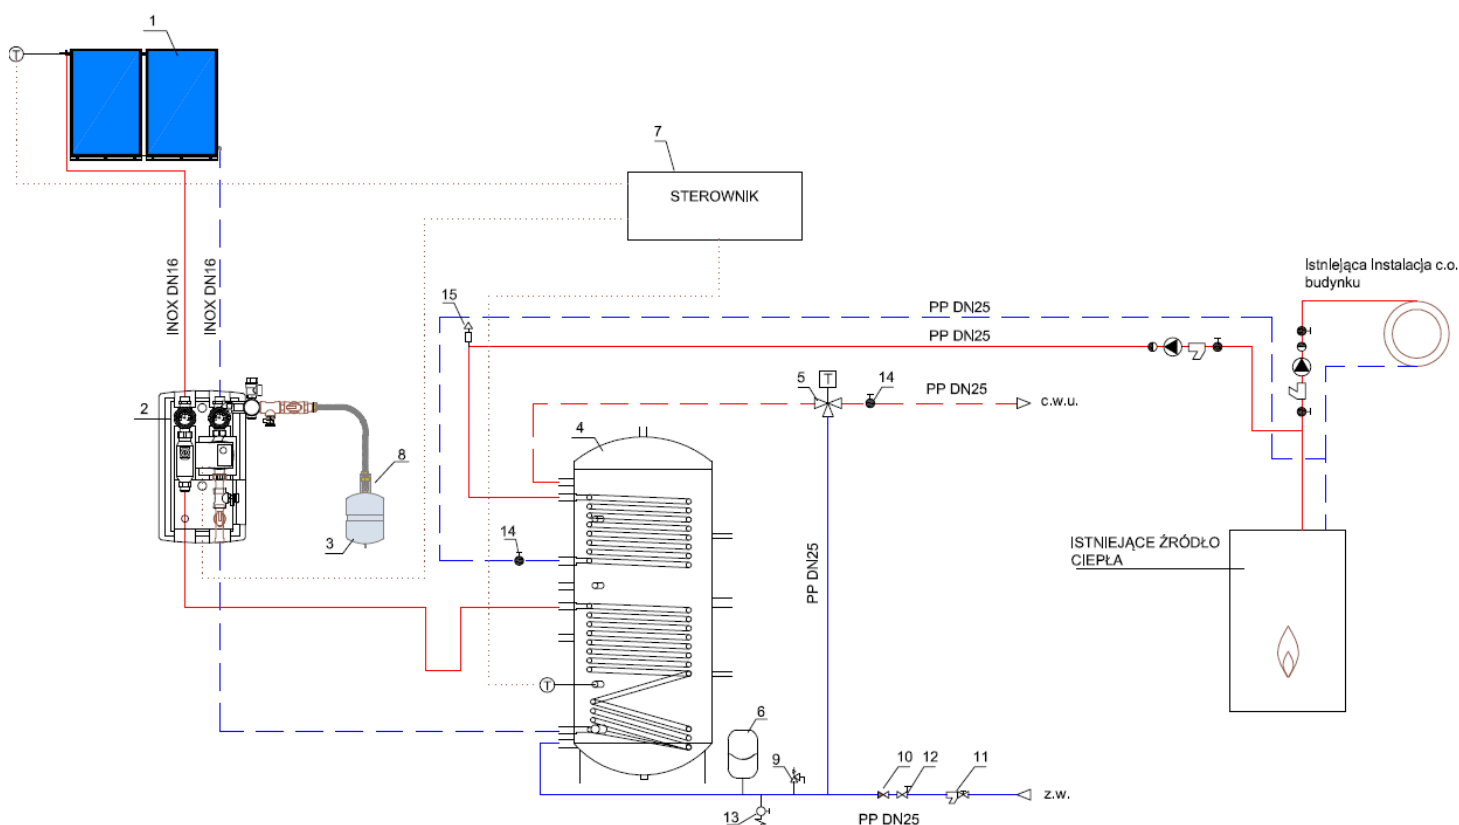 1
T
7
STEROWNIK
INOX DN16
INOX DN16
Istniejąca Instalacja c.o.
budynku
15
PP DN25
PP DN25
T
5
14
PP DN25
c.w.u.
2
4
8
3
14
ISTNIEJĄCE ŹRÓDŁO
CIEPŁA
PP DN25
T
6
9
10
12
11
z.w.
13
PP DN25